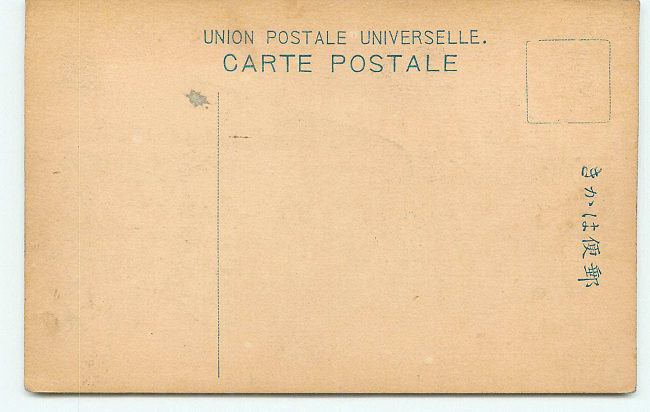 UNION POSTALE UNIVERSELLE.
CARTE POSTALE
郵便はかき